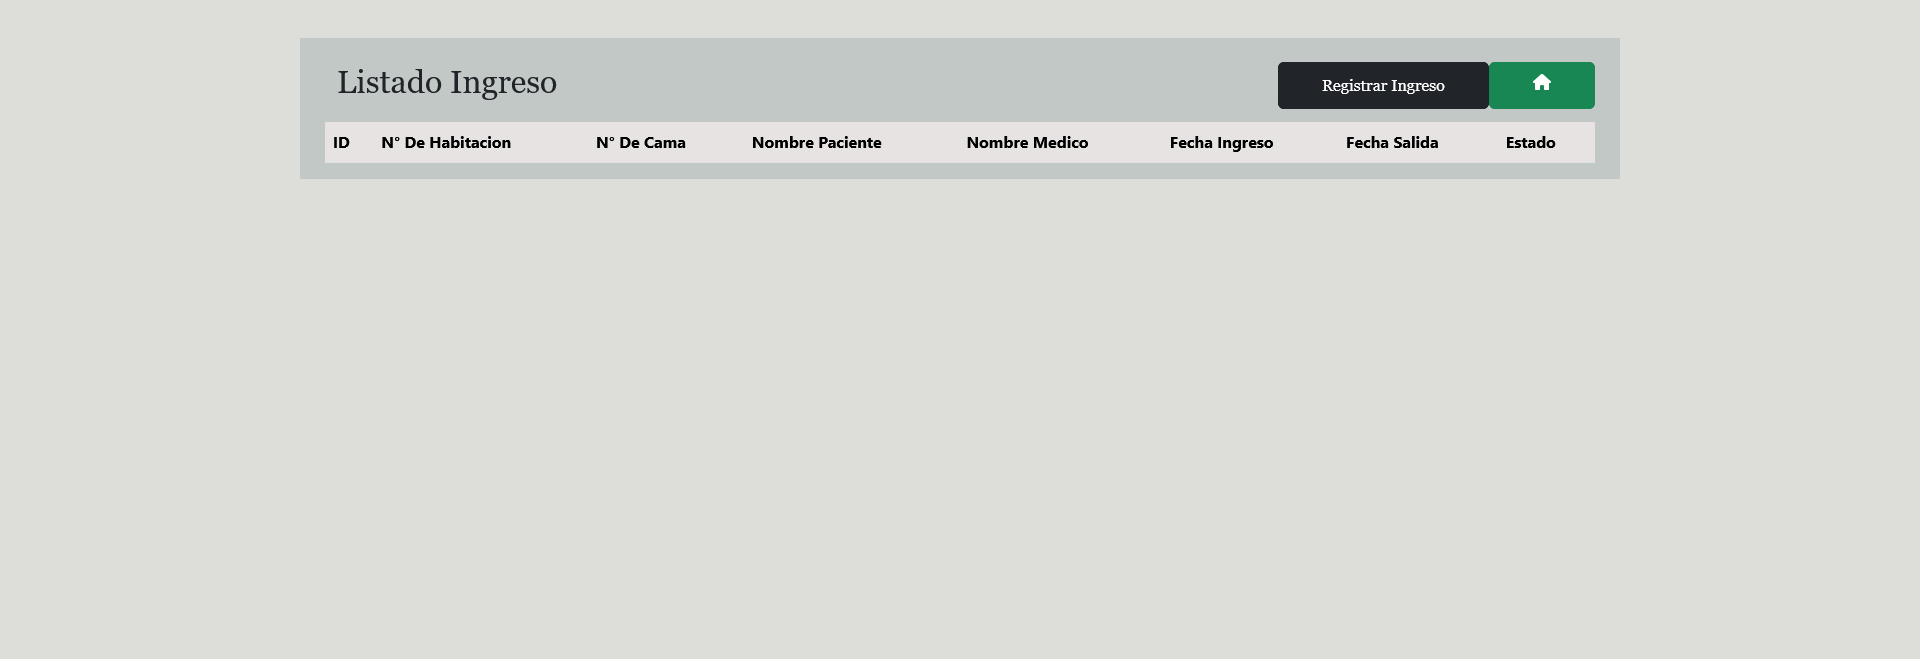 Listado Ingreso
Registrar Ingreso
ID N° De Habitacion N° De Cama Nombre Paciente Nombre Medico Fecha Ingreso Fecha Salida Estado